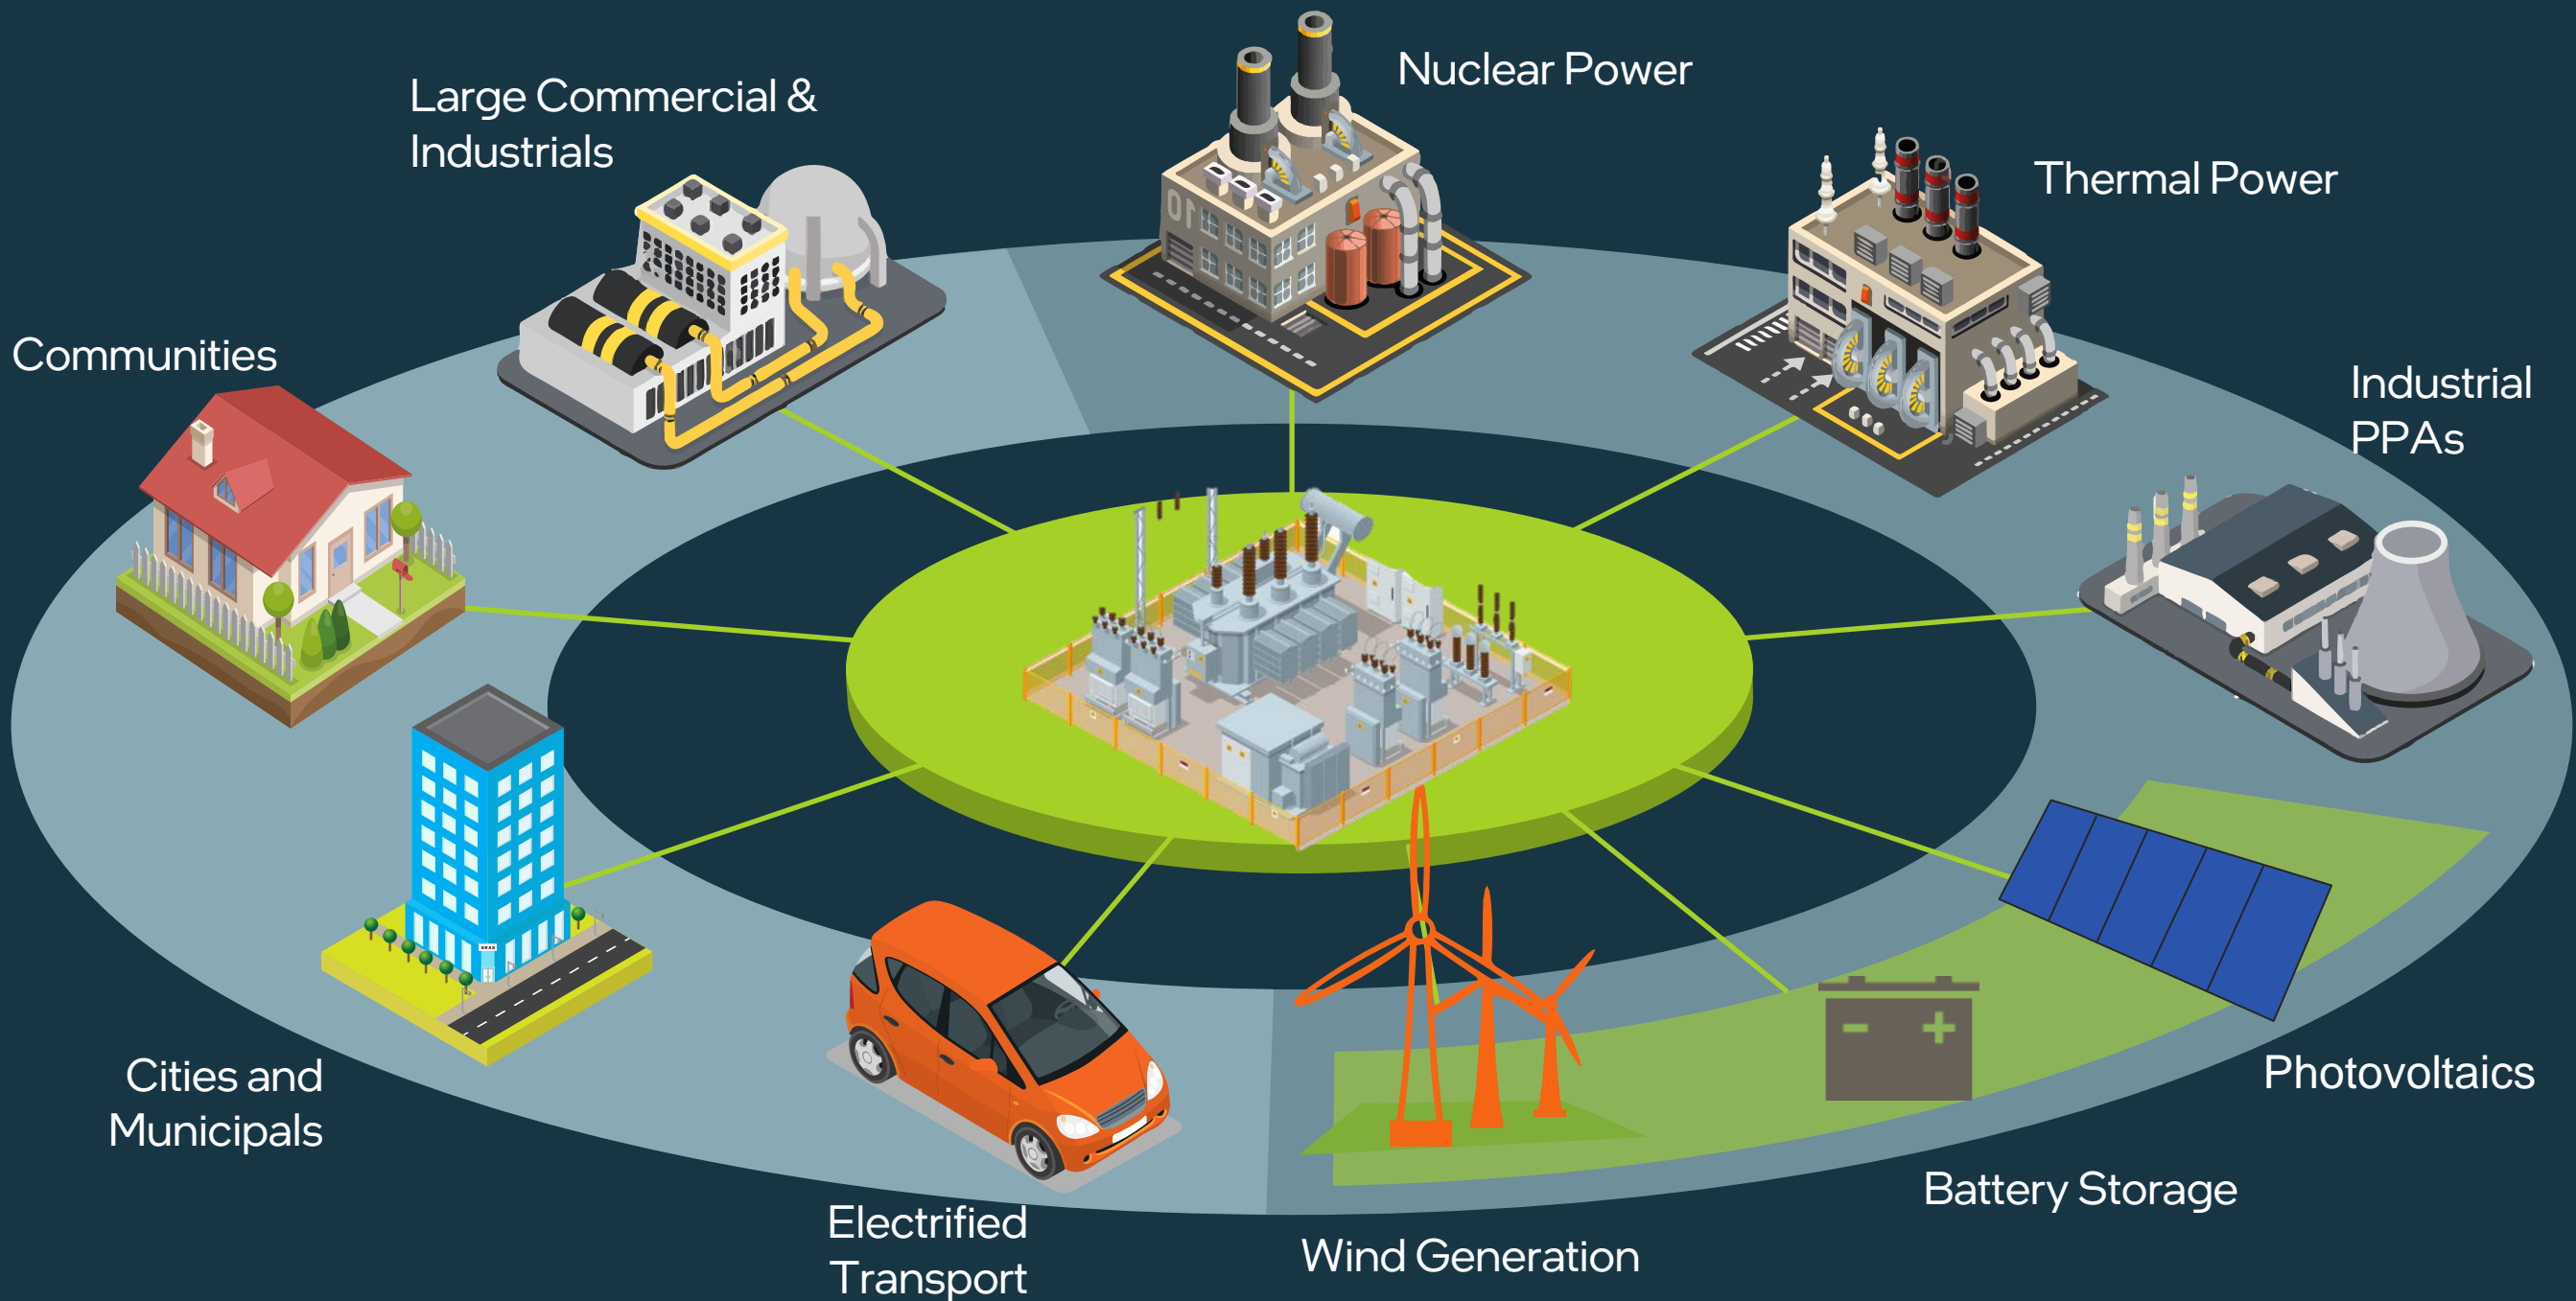 Nuclear Power
Large Commercial &
Industrials
Thermal Power
Communities
Industrial
PPAs
01
Cities and
Municipals
Photovoltaics
Battery Storage
Electrified
Transport
Wind Generation